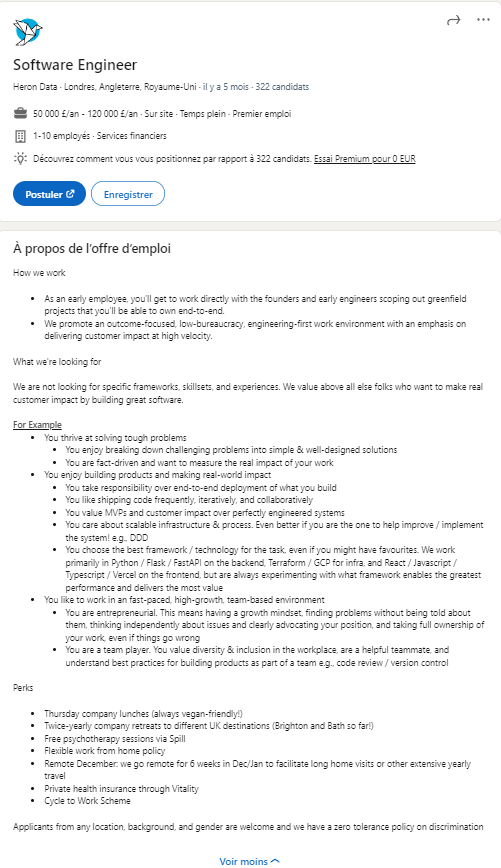 Software Engineer
Heron Data · Londres, Angleterre, Royaume-Uni · il y a 5 mois · 322 candidats
50 000 £/an - 120 000 £/an · Sur site · Temps plein · Premier emploi
1-10 employés · Services financiers
Découvrez comment vous vous positionnez par rapport à 322 candidats. Essai Premium pour 0 EUR
Postuler
Enregistrer
À propos de l'offre d'emploi
How we work
• As an early employee, you'll get to work directly with the founders and early engineers scoping out greenfield
projects that you'll be able to own end-to-end.
• We promote an outcome-focused, low-bureaucracy, engineering-first work environment with an emphasis on
delivering customer impact at high velocity.
What we're looking for
We are not looking for specific frameworks, skillsets, and experiences. We value above all else folks who want to make real
customer impact by building great software.
For Example
• You thrive at solving tough problems
• You enjoy breaking down challenging problems into simple & well-designed solutions
• You are fact-driven and want to measure the real impact of your work
• You enjoy building products and making real-world impact
• You take responsibility over end-to-end deployment of what you build
• You like shipping code frequently, iteratively, and collaboratively
• You value MVPs and customer impact over perfectly engineered systems
• You care about scalable infrastructure & process. Even better if you are the one to help improve / implement
the system! e.g., DDD
• You choose the best framework / technology for the task, even if you might have favourites. We work
primarily in Python / Flask / FastAPI on the backend, Terraform / GCP for infra, and React / Javascript /
Typescript / Vercel on the frontend, but are always experimenting with what framework enables the greatest
performance and delivers the most value
• You like to work in an fast-paced, high-growth, team-based environment
• You are entrepreneurial. This means having a growth mindset, finding problems without being told about
them, thinking independently about issues and clearly advocating your position, and taking full ownership of
your work, even if things go wrong
• You are a team player. You value diversity & inclusion in the workplace, are a helpful teammate, and
understand best practices for building products as part of a team e.g., code review / version control
Perks
• Thursday company lunches (always vegan-friendly!)
• Twice-yearly company retreats to different UK destinations (Brighton and Bath so far!)
• Free psychotherapy sessions via Spill
• Flexible work from home policy
• Remote December: we go remote for 6 weeks in Dec/Jan to facilitate long home visits or other extensive yearly
travel
• Private health insurance through Vitality
• Cycle to Work Scheme
Applicants from any location, background, and gender are welcome and we have a zero tolerance policy on discrimination
Voir moins